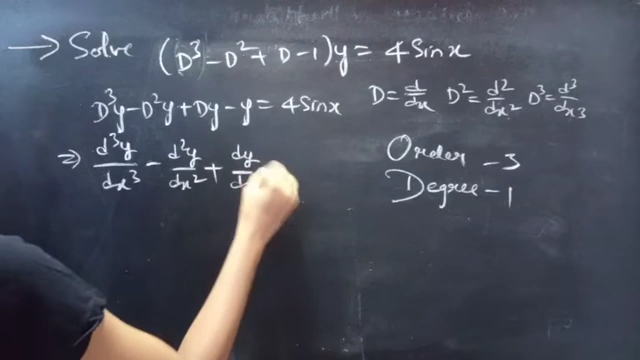 → Solve (D³ - D² + D - 1)y = 4 Sin x
D³y - D²y + Dy - y = 4 Sin x
D = d/dx D² = d²/dx² D³ = d³/dx³
⇒ d³y/dx³ - d²y/dx² + dy/d
Order - 3
Degree - 1